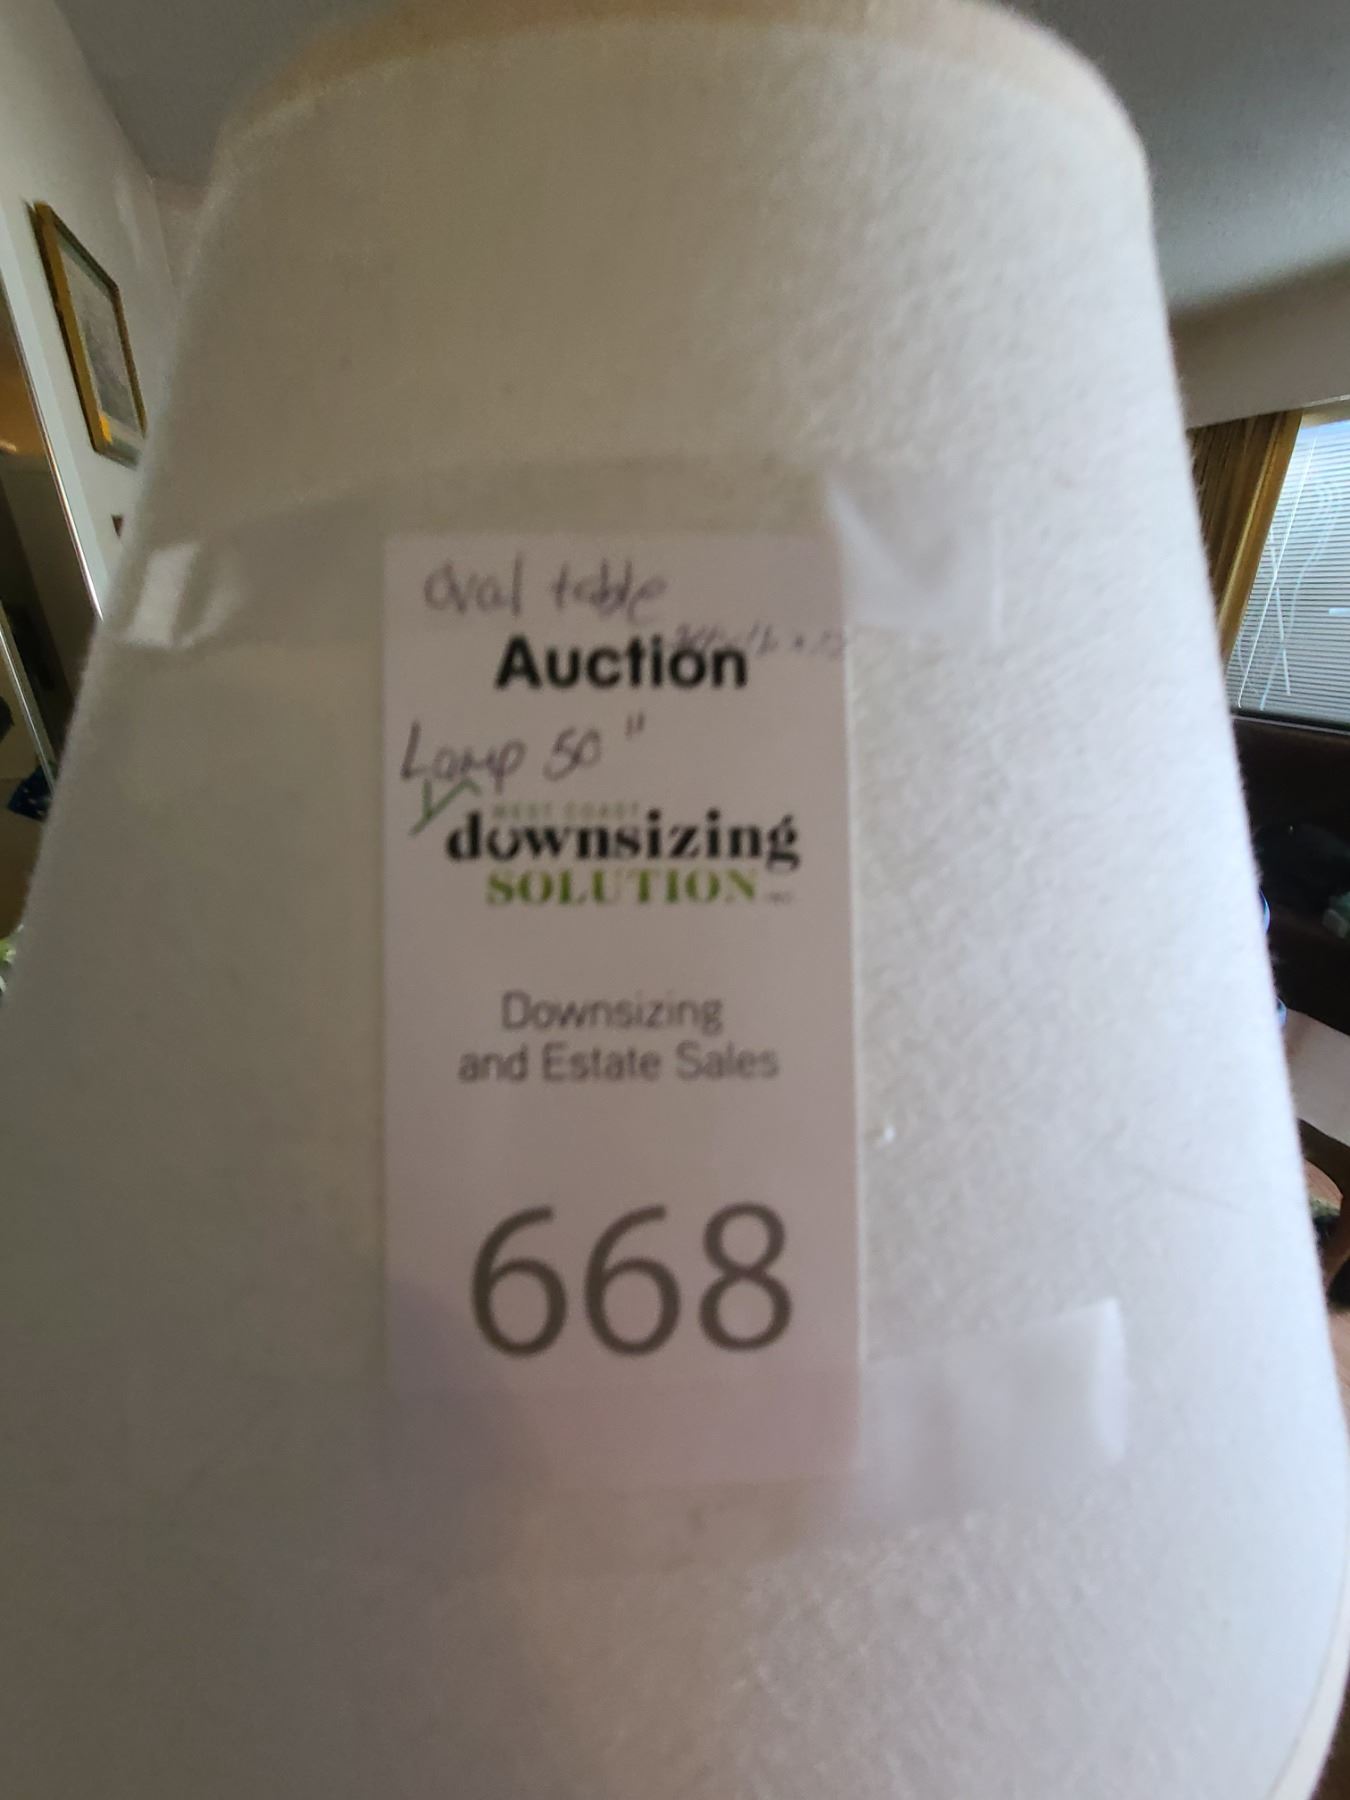 Oval table
Auction
Lamp 50"
WEST COAST
downsizing
SOLUTION
Downsizing
and Estate Sales
668